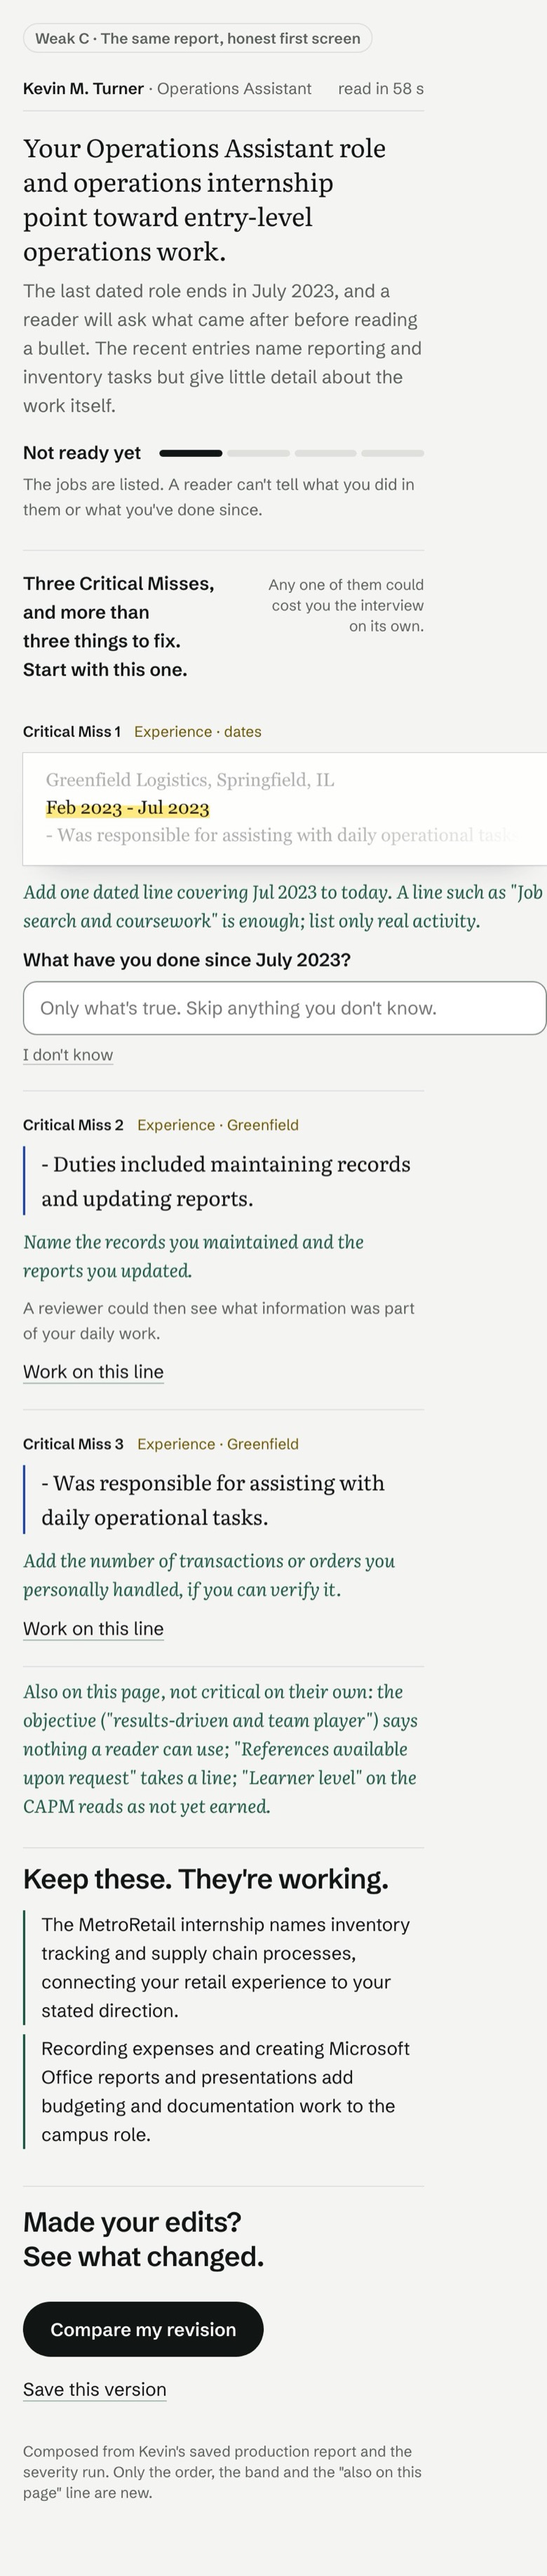 Weak C · The same report, honest first screen
Kevin M. Turner · Operations Assistant read in 58 s
Your Operations Assistant role
and operations internship
point toward entry-level
operations work.
The last dated role ends in July 2023, and a
reader will ask what came after before reading
a bullet. The recent entries name reporting and
inventory tasks but give little detail about the
work itself.
Not ready yet
The jobs are listed. A reader can't tell what you did in
them or what you've done since.
Three Critical Misses,
and more than
three things to fix.
Start with this one.
Any one of them could
cost you the interview
on its own.
Critical Miss 1 Experience · dates
Greenfield Logistics, Springfield, IL
Feb 2023 - Jul 2023
- Was responsible for assisting with daily operational tasks
Add one dated line covering Jul 2023 to today. A line such as "Job
search and coursework" is enough; list only real activity.
What have you done since July 2023?
Only what's true. Skip anything you don't know.
I don't know
Critical Miss 2 Experience · Greenfield
- Duties included maintaining records
and updating reports.
Name the records you maintained and the
reports you updated.
A reviewer could then see what information was part
of your daily work.
Work on this line
Critical Miss 3 Experience · Greenfield
- Was responsible for assisting with
daily operational tasks.
Add the number of transactions or orders you
personally handled, if you can verify it.
Work on this line
Also on this page, not critical on their own: the
objective ("results-driven and team player") says
nothing a reader can use; "References available
upon request" takes a line; "Learner level" on the
CAPM reads as not yet earned.
Keep these. They're working.
The MetroRetail internship names inventory
tracking and supply chain processes,
connecting your retail experience to your
stated direction.
Recording expenses and creating Microsoft
Office reports and presentations add
budgeting and documentation work to the
campus role.
Made your edits?
See what changed.
Compare my revision
Save this version
Composed from Kevin's saved production report and the
severity run. Only the order, the band and the "also on this
page" line are new.